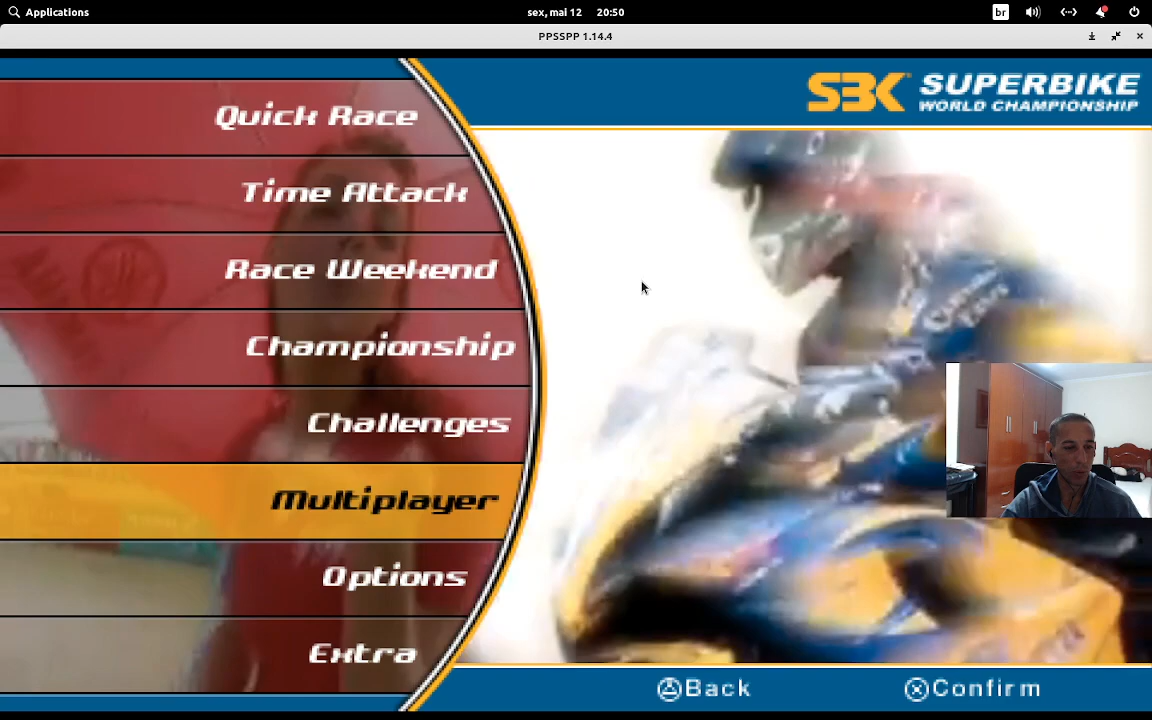 Applications
sex, mai 12 20:50
br
PPSSPP 1.14.4
SBK SUPERBIKE
WORLD CHAMPIONSHIP
Quick Race
Time Attack
Race Weekend
Championship
Challenges
Multiplayer
Options
Extra
Back
Confirm